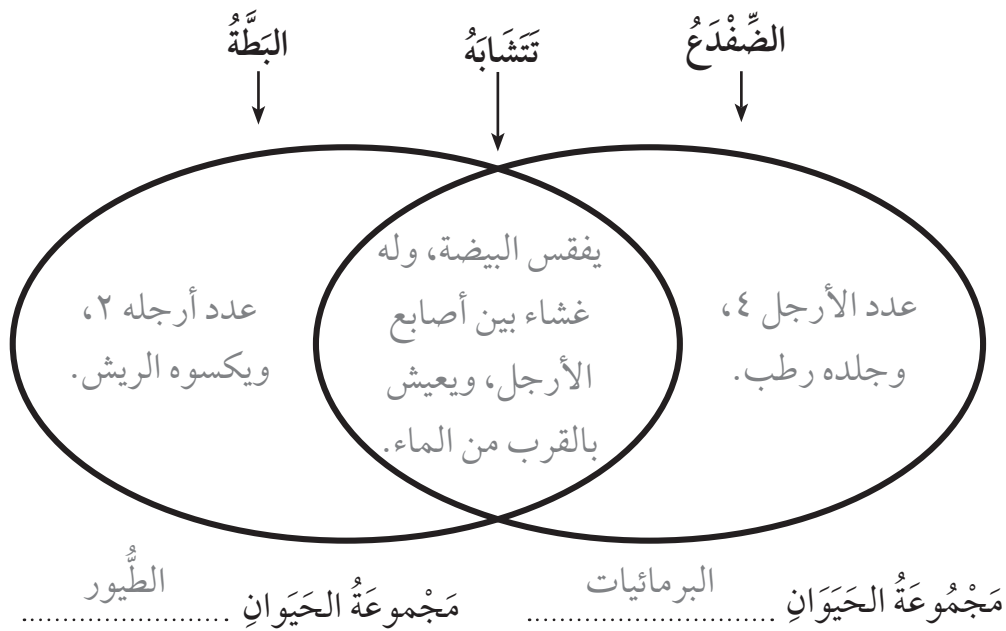 الضِّفْدَعُ
تَتَشَابَهُ
البَطَّةُ
عدد الأرجل ٤،
وجلده رطب.
يفقس البيضة، وله
غشاء بين أصابع
الأرجل، ويعيش
بالقرب من الماء.
عدد أرجله ٢،
ويكسوه الريش.
مَجْمُوعَةُ الحَيَوَانِ البرمائيات
مَجْموعَةُ الحَيَوانِ الطُّيور